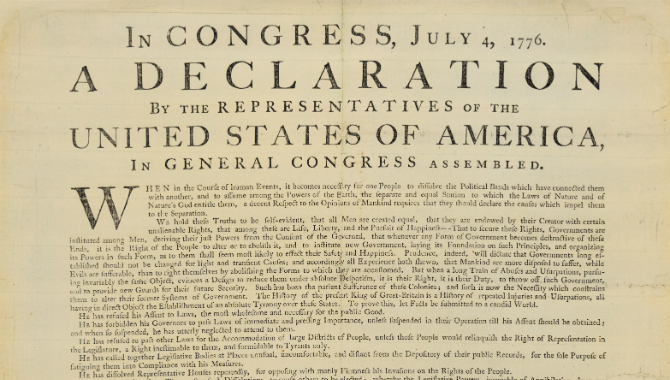 IN CONGRESS, JULY 4, 1776.
A DECLARATION
BY THE REPRESENTATIVES OF THE
UNITED STATES OF AMERICA,
IN GENERAL CONGRESS ASSEMBLED.
WHEN in the Course of human Events, it becomes necessary for one People to dissolve the Political Bands which have connected them
with another, and to assume among the Powers of the Earth, the separate and equal Station to which the Laws of Nature and of
Nature's God entitle them, a decent Respect to the Opinions of Mankind requires that they should declare the causes which impel them
to the Separation.
We hold these Truths to be self-evident, that all Men are created equal, that they are endowed by their Creator with certain
unalienable Rights, that among these are Life, Liberty, and the Pursuit of Happiness--That to secure these Rights, Governments are
instituted among Men, deriving their just Powers from the Consent of the Governed, that whenever any Form of Government becomes destructive of these
Ends, it is the Right of the People to alter or to abolish it, and to institute new Government, laying its Foundation on such Principles, and organizing
its Powers in such Form, as to them shall seem most likely to effect their Safety and Happiness. Prudence, indeed, will dictate that Governments long es-
tablished should not be changed for light and transient Causes; and accordingly all Experience hath shewn, that Mankind are more disposed to suffer, while
Evils are sufferable, than to right themselves by abolishing the Forms to which they are accustomed. But when a long Train of Abuses and Usurpations, pursu-
ing invariably the same Object, evinces a Design to reduce them under absolute Despotism, it is their Right, it is their Duty, to throw off such Government,
and to provide new Guards for their future Security. Such has been the patient Sufferance of these Colonies; and such is now the Necessity which constrains
them to alter their former Systems of Government. The History of the present King of Great-Britain is a History of repeated Injuries and Usurpations, all
having in direct Object the Establishment of an absolute Tyranny over these States. To prove this, let Facts be submitted to a candid World.
He has refused his Assent to Laws, the most wholesome and necessary for the public Good.
He has forbidden his Governors to pass Laws of immediate and pressing Importance, unless suspended in their Operation till his Assent should be obtained;
and when so suspended, he has utterly neglected to attend to them.
He has refused to pass other Laws for the Accommodation of large Districts of People, unless those People would relinquish the Right of Representation in
the Legislature, a Right inestimable to them, and formidable to Tyrants only.
He has called together Legislative Bodies at Places unusual, uncomfortable, and distant from the Depository of their public Records, for the sole Purpose of
fatiguing them into Compliance with his Measures.
He has dissolved Representative Houses repeatedly, for opposing with manly Firmness his Invasions on the Rights of the People.